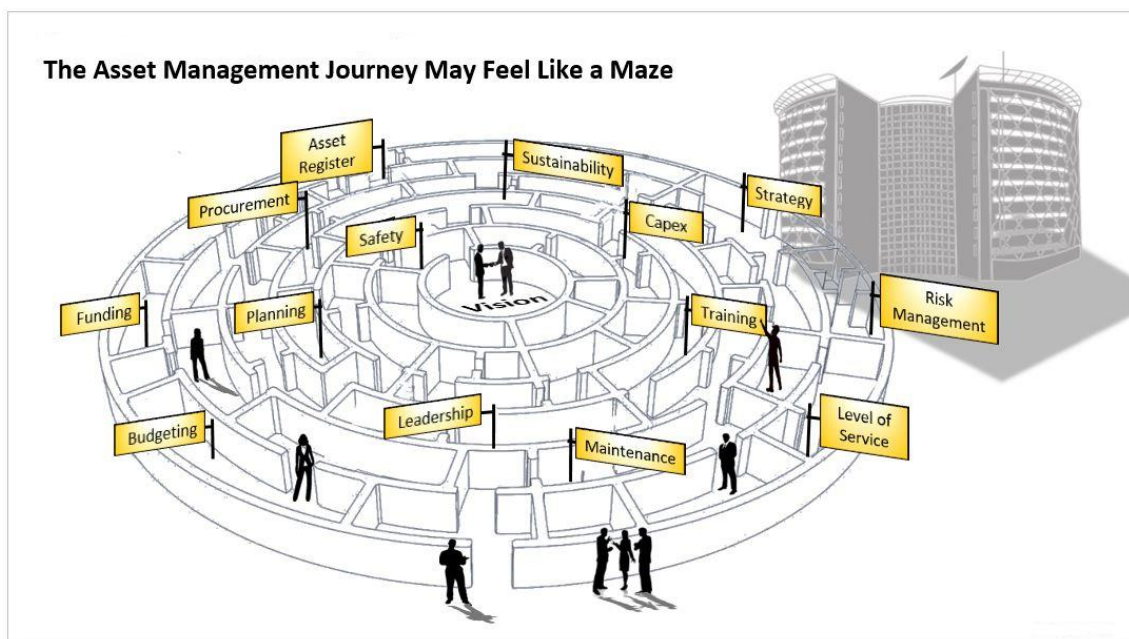 The Asset Management Journey May Feel Like a Maze
Asset
Register
Sustainability
Strategy
Procurement
Capex
Safety
Vision
Funding
Planning
Training
Risk
Management
Leadership
Budgeting
Maintenance
Level of
Service